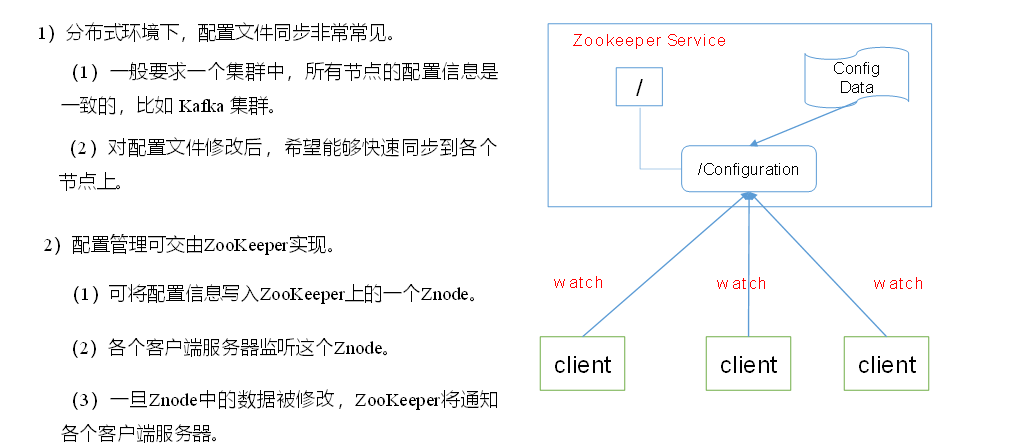 1）分布式环境下，配置文件同步非常常见。
（1）一般要求一个集群中，所有节点的配置信息是
一致的，比如 Kafka 集群。
（2）对配置文件修改后，希望能够快速同步到各个
节点上。
2）配置管理可交由ZooKeeper实现。
（1）可将配置信息写入ZooKeeper上的一个Znode。
（2）各个客户端服务器监听这个Znode。
（3）一旦Znode中的数据被修改，ZooKeeper将通知
各个客户端服务器。
Zookeeper Service
/
Config
Data
/Configuration
watch
watch
watch
client
client
client